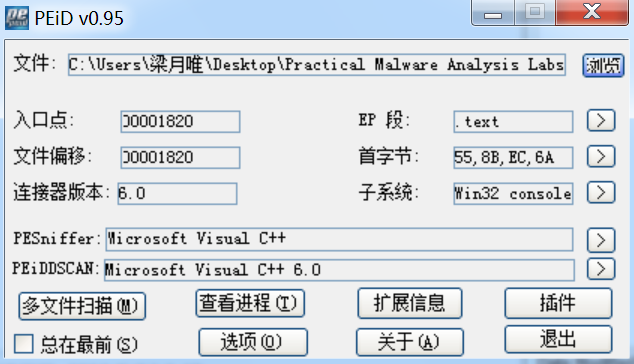 PEiD v0.95
文件: C:\Users\梁月唯\Desktop\Practical Malware Analysis Labs 浏览
入口点: 00001820 EP 段: .text >
文件偏移: 00001820 首字节: 55,8B,EC,6A >
连接器版本: 6.0 子系统: Win32 console >
PESniffer: Microsoft Visual C++ >
PEiDDSCAN: Microsoft Visual C++ 6.0 >
多文件扫描(M) 查看进程(T) 扩展信息 插件
总在最前(S) 选项(O) 关于(A) 退出